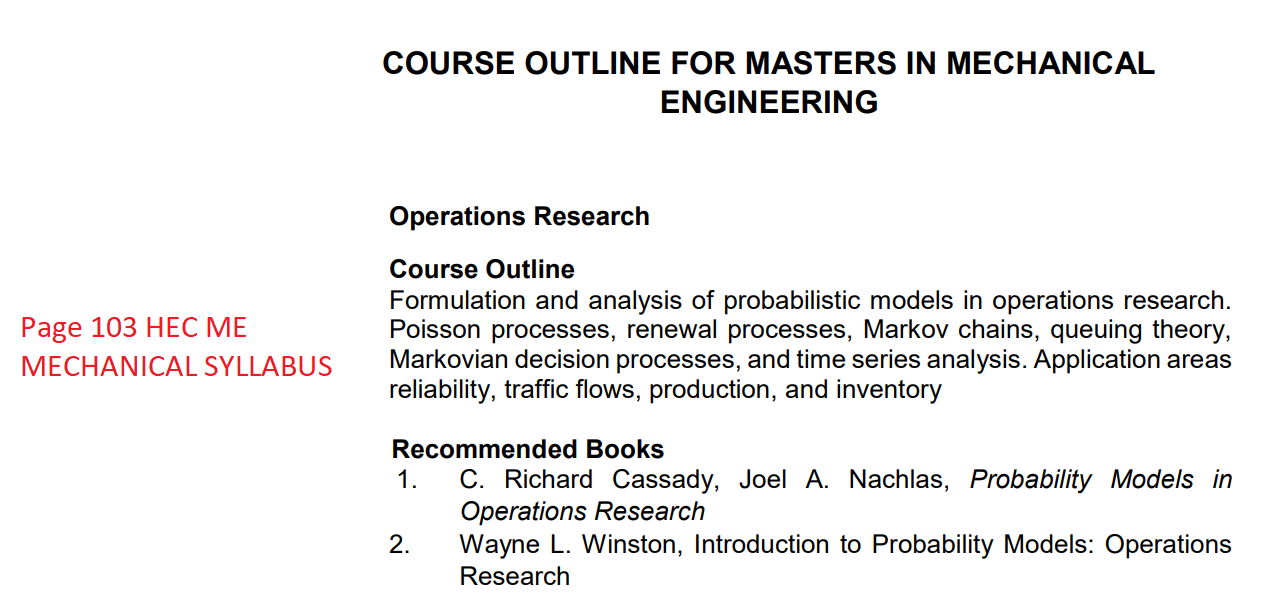 COURSE OUTLINE FOR MASTERS IN MECHANICAL
ENGINEERING
Operations Research
Course Outline
Formulation and analysis of probabilistic models in operations research.
Poisson processes, renewal processes, Markov chains, queuing theory,
Markovian decision processes, and time series analysis. Application areas
reliability, traffic flows, production, and inventory
Page 103 HEC ME
MECHANICAL SYLLABUS
Recommended Books
1. C. Richard Cassady, Joel A. Nachlas, Probability Models in
Operations Research
2. Wayne L. Winston, Introduction to Probability Models: Operations
Research